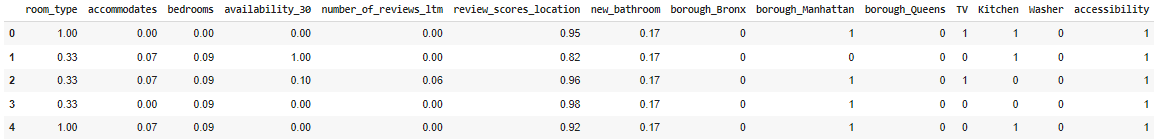 room_type accommodates bedrooms availability_30 number_of_reviews_ltm review_scores_location new_bathroom borough_Bronx borough_Manhattan borough_Queens TV Kitchen Washer accessibility
0 1.00 0.00 0.00 0.00 0.00 0.95 0.17 0 1 0 1 1 0 1
1 0.33 0.07 0.09 1.00 0.00 0.82 0.17 0 0 0 0 1 0 1
2 0.33 0.07 0.09 0.10 0.06 0.96 0.17 0 1 0 1 0 0 1
3 0.33 0.00 0.09 0.00 0.00 0.98 0.17 0 1 0 0 0 0 1
4 1.00 0.07 0.09 0.00 0.00 0.92 0.17 0 1 0 0 1 0 1